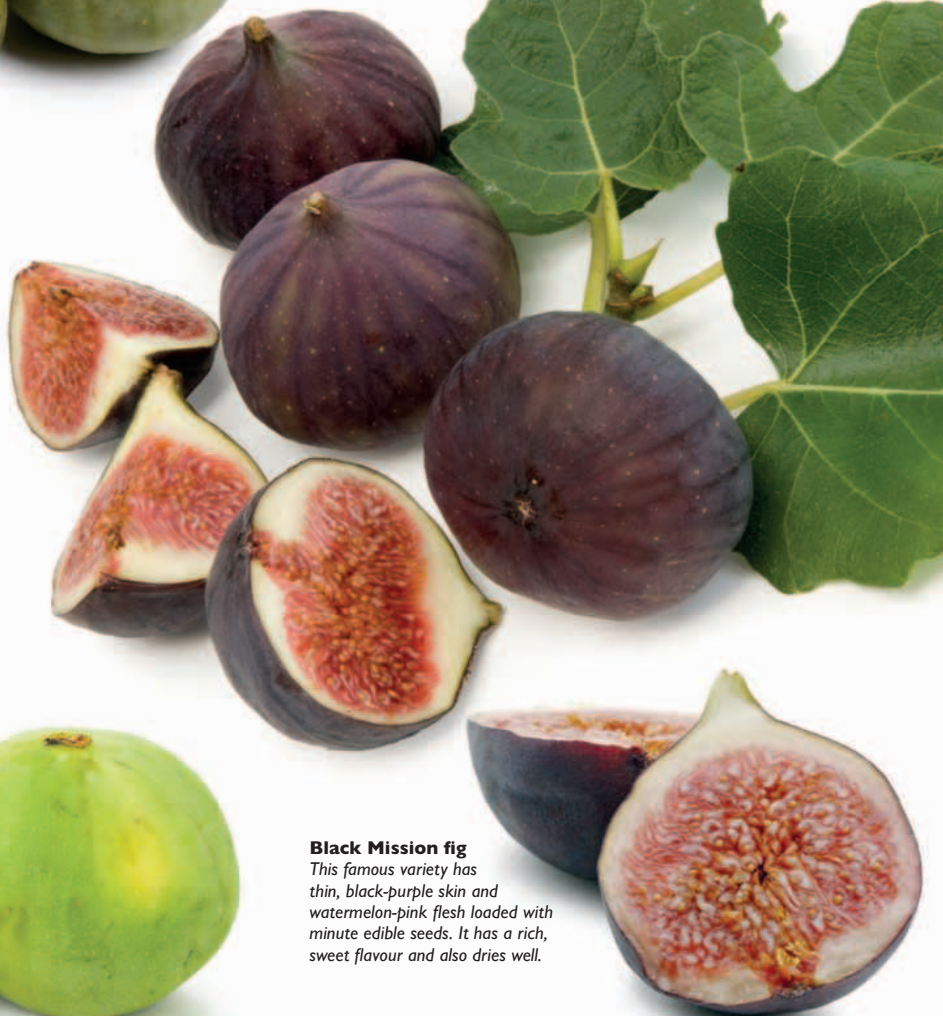 Black Mission fig
This famous variety has
thin, black-purple skin and
watermelon-pink flesh loaded with
minute edible seeds. It has a rich,
sweet flavour and also dries well.